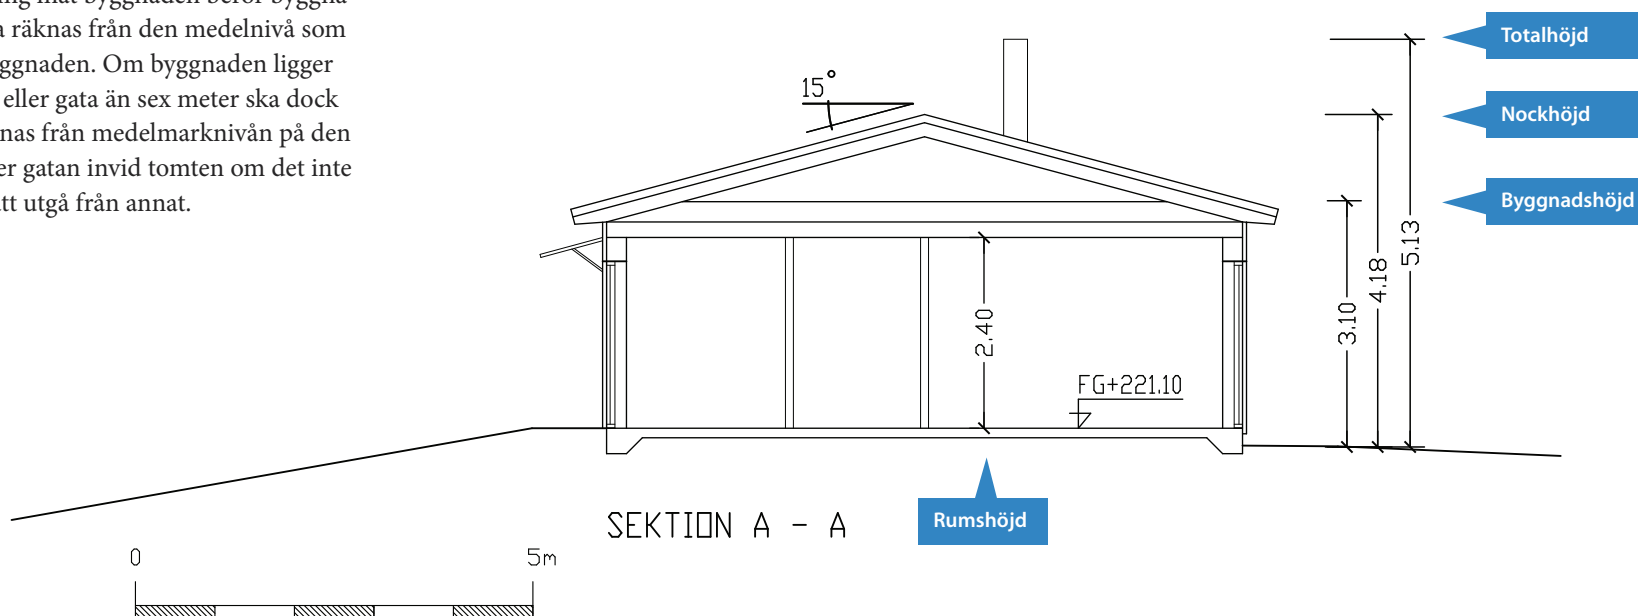 räknas från den medelnivå som
ggnaden. Om byggnaden ligger
eller gata än sex meter ska dock
nas från medelmarknivån på den
er gatan invid tomten om det inte
att utgå från annat.
15°
Totalhöjd
Nockhöjd
Byggnadshöjd
5.13
4.18
3.10
2.40
FG+221.10
Rumshöjd
SEKTION A - A
0
5m